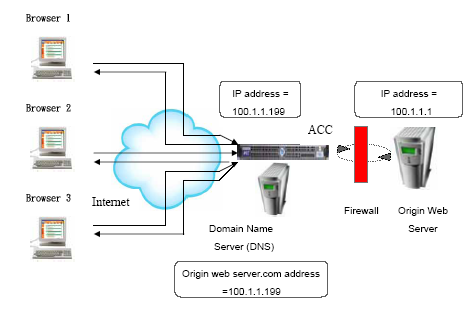 Browser 1
IP address =
100.1.1.199
IP address =
100.1.1.1
Browser 2
ACC
Browser 3
Internet
Firewall
Origin Web
Server
Domain Name
Server (DNS)
Origin web server.com address
=100.1.1.199